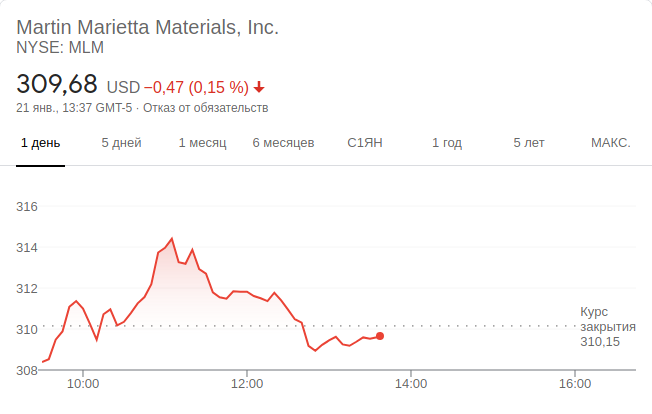 Martin Marietta Materials, Inc.
NYSE: MLM
309,68 USD −0,47 (0,15 %)
21 янв., 13:37 GMT-5 · Отказ от обязательств
1 день 5 дней 1 месяц 6 месяцев С1ЯН 1 год 5 лет МАКС.
316
314
312
Курс
310 закрытия
310,15
308
10:00 12:00 14:00 16:00